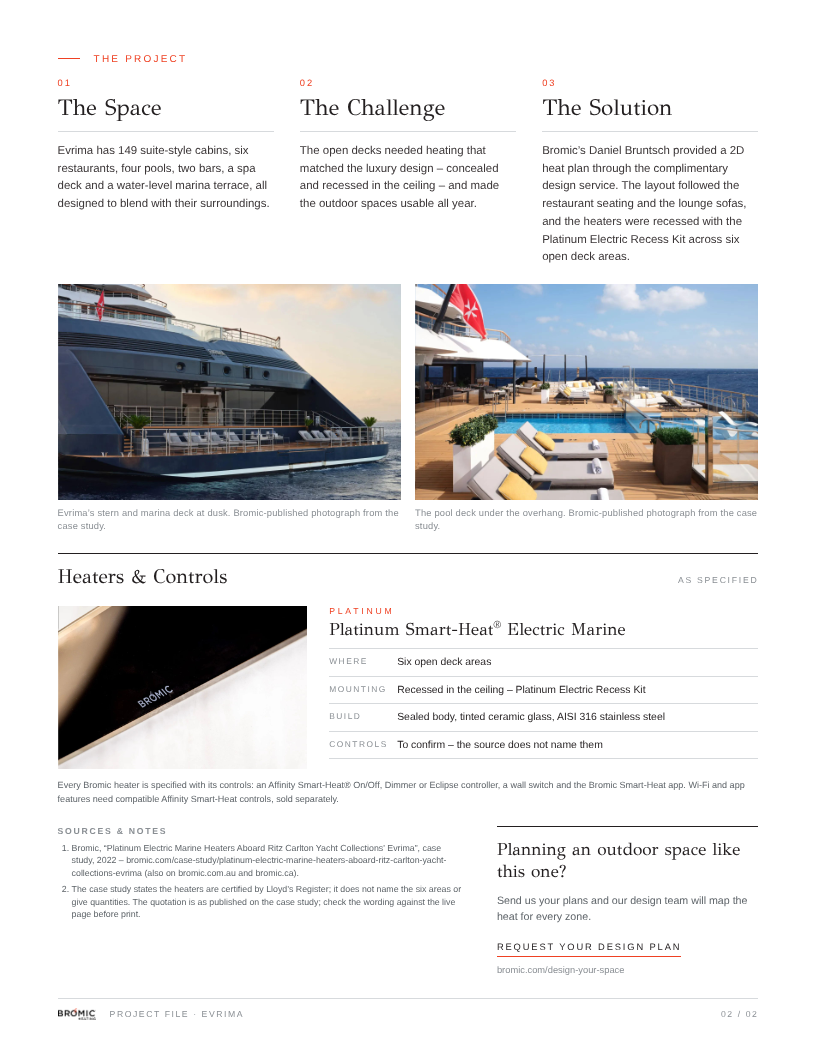 THE PROJECT
01
The Space
Evrima has 149 suite-style cabins, six
restaurants, four pools, two bars, a spa
deck and a water-level marina terrace, all
designed to blend with their surroundings.
02
The Challenge
The open decks needed heating that
matched the luxury design – concealed
and recessed in the ceiling – and made
the outdoor spaces usable all year.
03
The Solution
Bromic’s Daniel Bruntsch provided a 2D
heat plan through the complimentary
design service. The layout followed the
restaurant seating and the lounge sofas,
and the heaters were recessed with the
Platinum Electric Recess Kit across six
open deck areas.
Evrima’s stern and marina deck at dusk. Bromic-published photograph from the
case study.
The pool deck under the overhang. Bromic-published photograph from the case
study.
Heaters & Controls
AS SPECIFIED
BROMIC
PLATINUM
Platinum Smart-Heat® Electric Marine
WHERE Six open deck areas
MOUNTING Recessed in the ceiling – Platinum Electric Recess Kit
BUILD Sealed body, tinted ceramic glass, AISI 316 stainless steel
CONTROLS To confirm – the source does not name them
Every Bromic heater is specified with its controls: an Affinity Smart-Heat® On/Off, Dimmer or Eclipse controller, a wall switch and the Bromic Smart-Heat app. Wi-Fi and app
features need compatible Affinity Smart-Heat controls, sold separately.
SOURCES & NOTES
1. Bromic, “Platinum Electric Marine Heaters Aboard Ritz Carlton Yacht Collections’ Evrima”, case
study, 2022 – bromic.com/case-study/platinum-electric-marine-heaters-aboard-ritz-carlton-yacht-
collections-evrima (also on bromic.com.au and bromic.ca).
2. The case study states the heaters are certified by Lloyd’s Register; it does not name the six areas or
give quantities. The quotation is as published on the case study; check the wording against the live
page before print.
Planning an outdoor space like
this one?
Send us your plans and our design team will map the
heat for every zone.
REQUEST YOUR DESIGN PLAN
bromic.com/design-your-space
BROMIC
HEATING
PROJECT FILE · EVRIMA
02 / 02